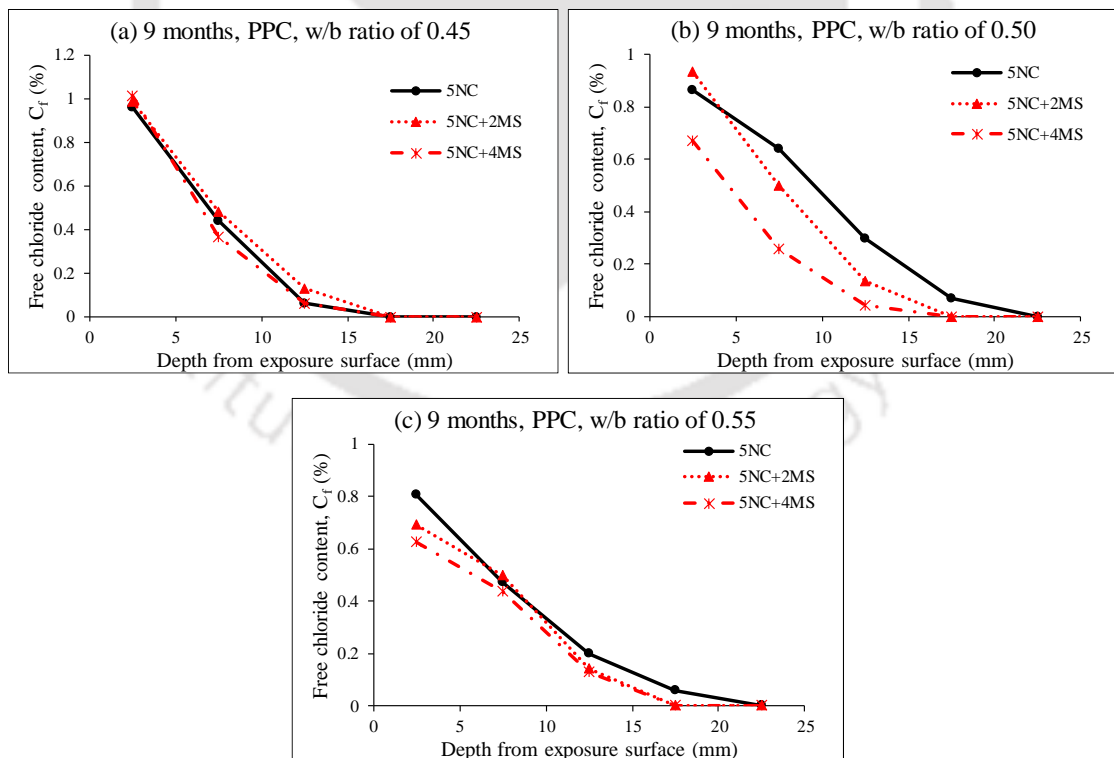 (a) 9 months, PPC, w/b ratio of 0.45
1.2
1
0.8
0.6
0.4
0.2
0
0 5 10 15 20 25
Free chloride content, Cf (%)
Depth from exposure surface (mm)
5NC
5NC+2MS
5NC+4MS
(b) 9 months, PPC, w/b ratio of 0.50
1
0.8
0.6
0.4
0.2
0
0 5 10 15 20 25
Free chloride content, Cf (%)
Depth from exposure surface (mm)
5NC
5NC+2MS
5NC+4MS
(c) 9 months, PPC, w/b ratio of 0.55
1
0.8
0.6
0.4
0.2
0
0 5 10 15 20 25
Free chloride content, Cf (%)
Depth from exposure surface (mm)
5NC
5NC+2MS
5NC+4MS